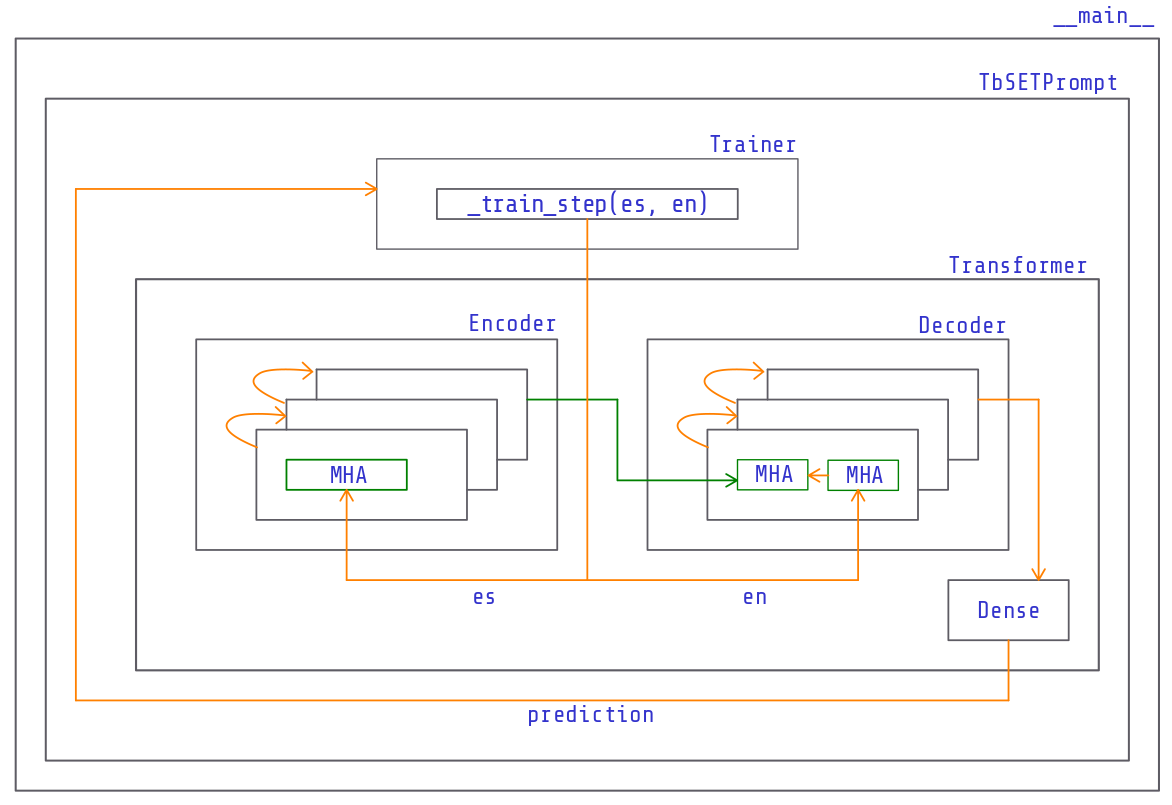 __main__
TbSETPrompt
Trainer
_train_step(es, en)
Transformer
Encoder
Decoder
MHA
MHA
MHA
es
en
Dense
prediction